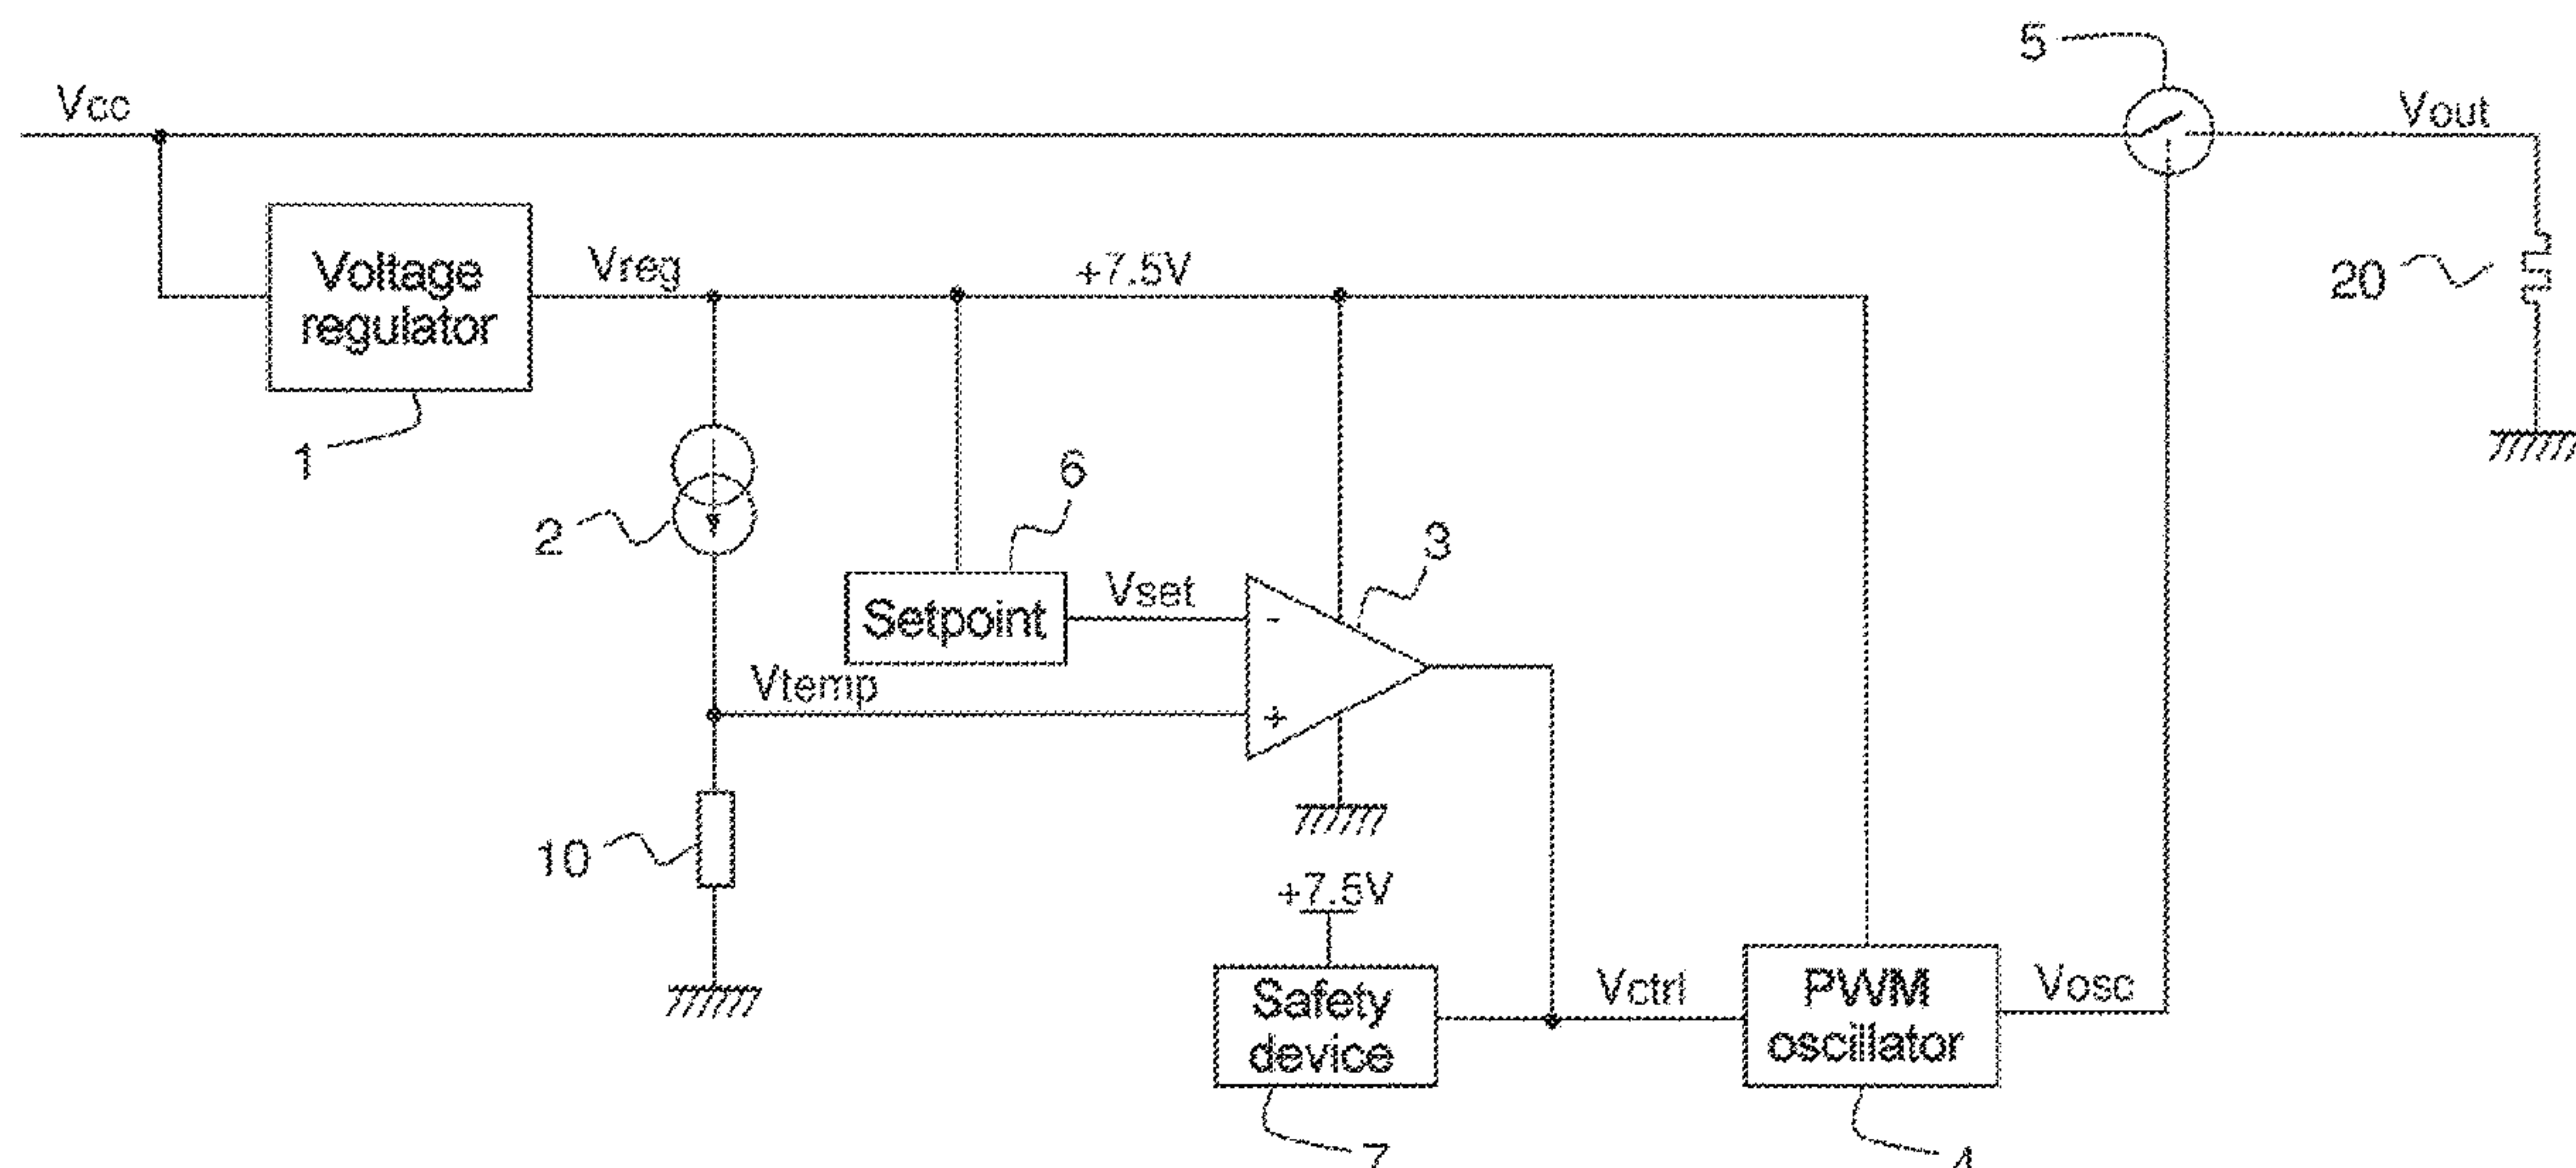 5
Vcc
Vout
Voltage
regulator
Vreg
+7.5V
20
1
6
2
3
Setpoint
Vset
-
Vtemp
+
10
+7.5V
Safety
device
Vctrl
PWM
oscillator
Vosc
7
4